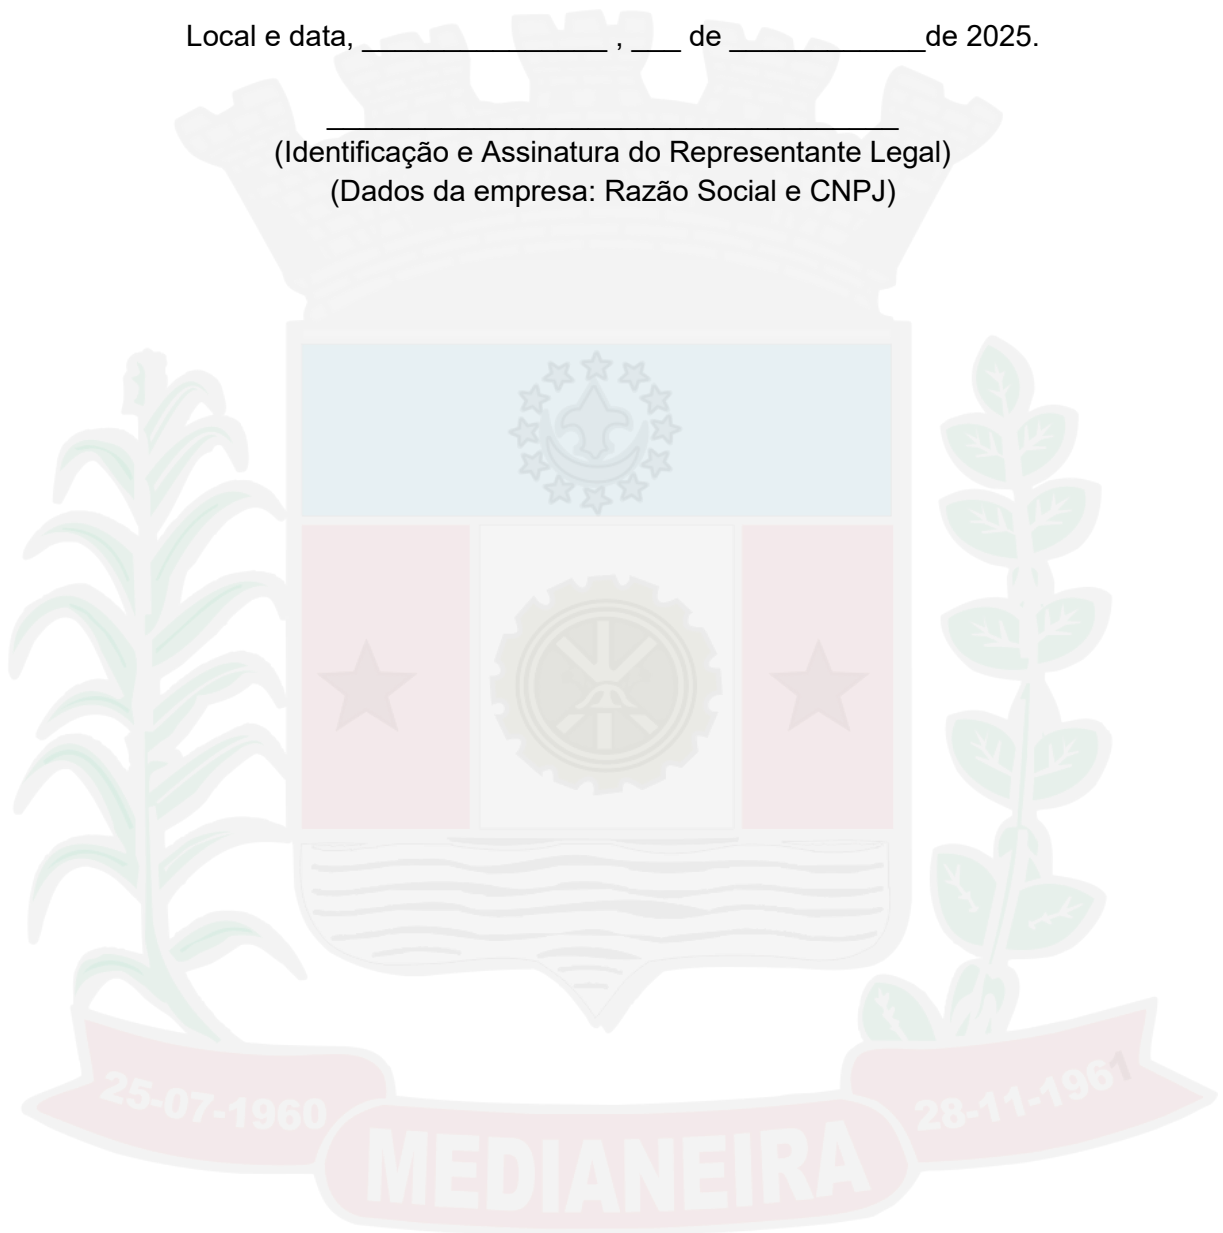 Local e data, _______________ , ___ de ____________de 2025.
___________________________________
(Identificação e Assinatura do Representante Legal)
(Dados da empresa: Razão Social e CNPJ)
25-07-1960
28-11-1961
MEDIANEIRA